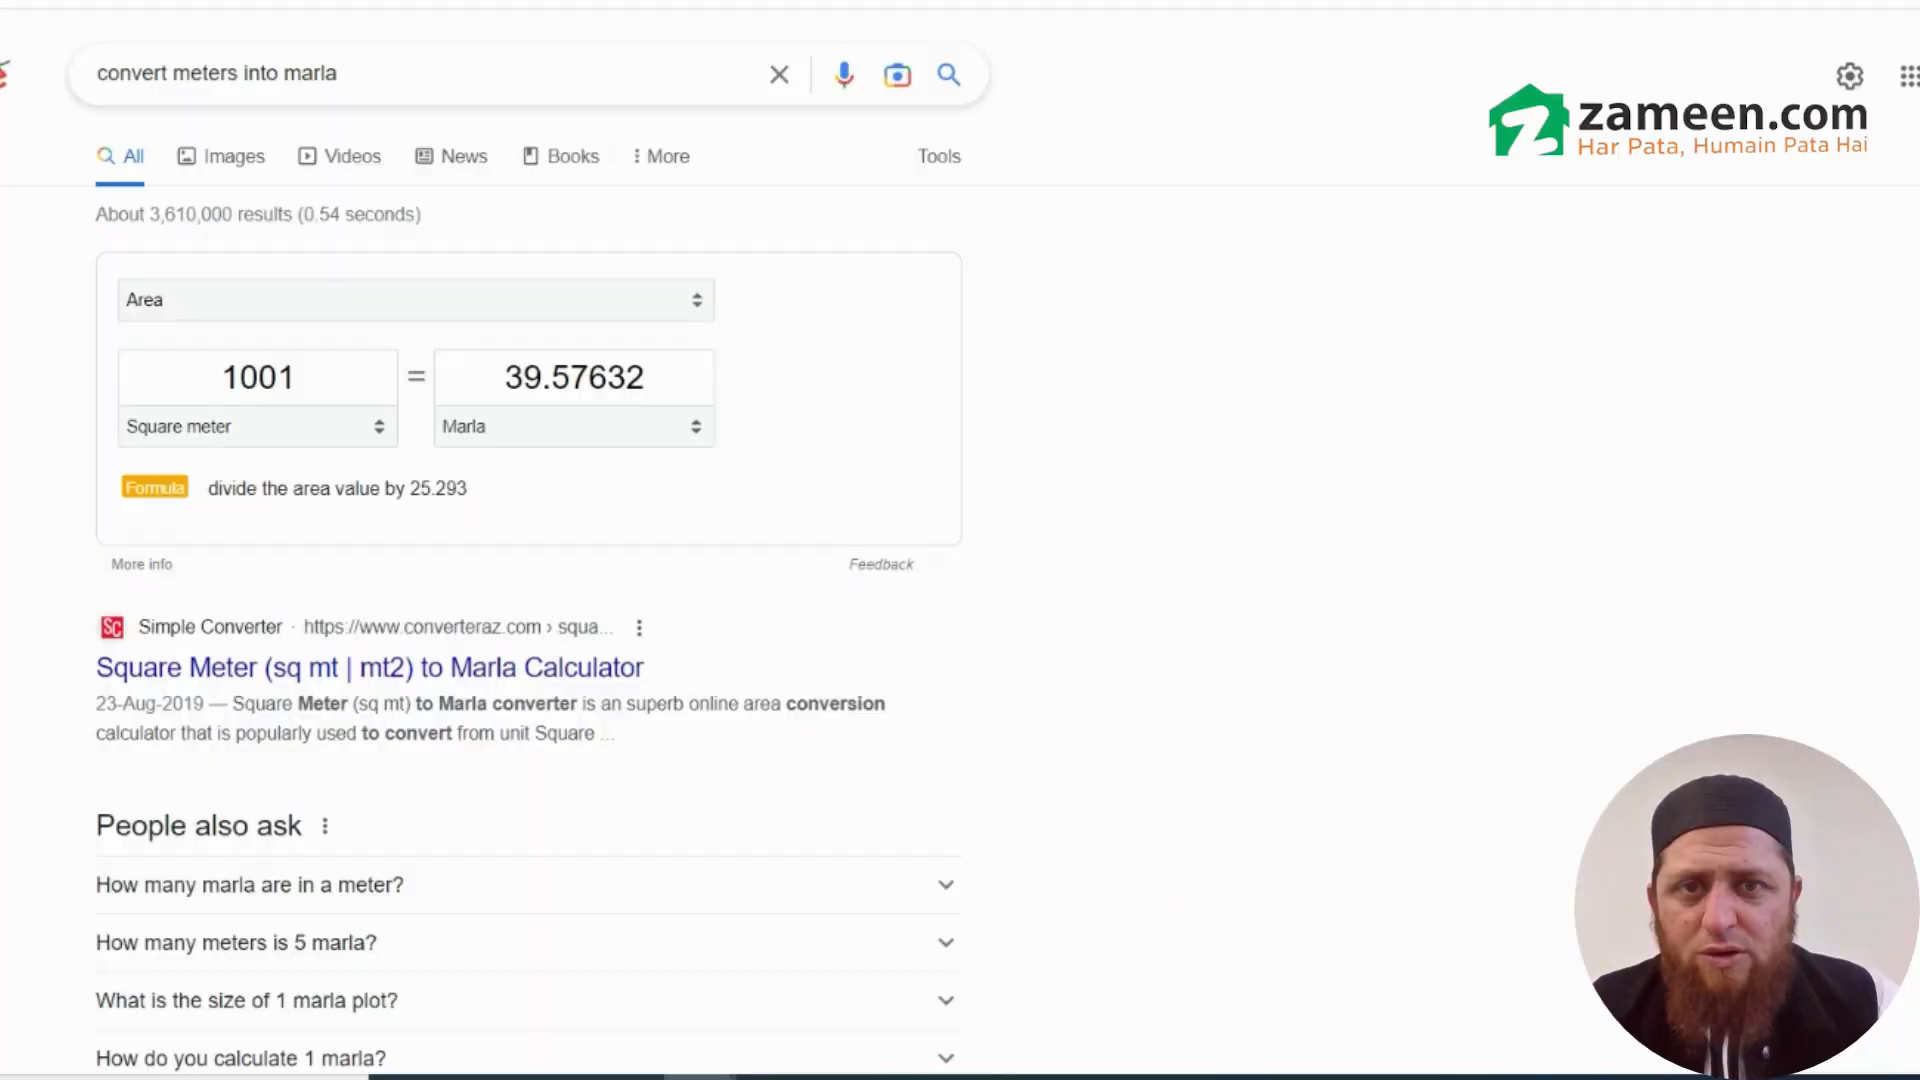 convert meters into marla
zameen.com
Har Pata, Humain Pata Hai
All
Images
Videos
News
Books
More
Tools
About 3,610,000 results (0.54 seconds)
Area
1001 = 39.57632
Square meter
Marla
Formula divide the area value by 25.293
More info
Feedback
SC Simple Converter · https://www.converteraz.com › squa...
Square Meter (sq mt | mt2) to Marla Calculator
23-Aug-2019 — Square Meter (sq mt) to Marla converter is an superb online area conversion
calculator that is popularly used to convert from unit Square ...
People also ask
How many marla are in a meter?
How many meters is 5 marla?
What is the size of 1 marla plot?
How do you calculate 1 marla?